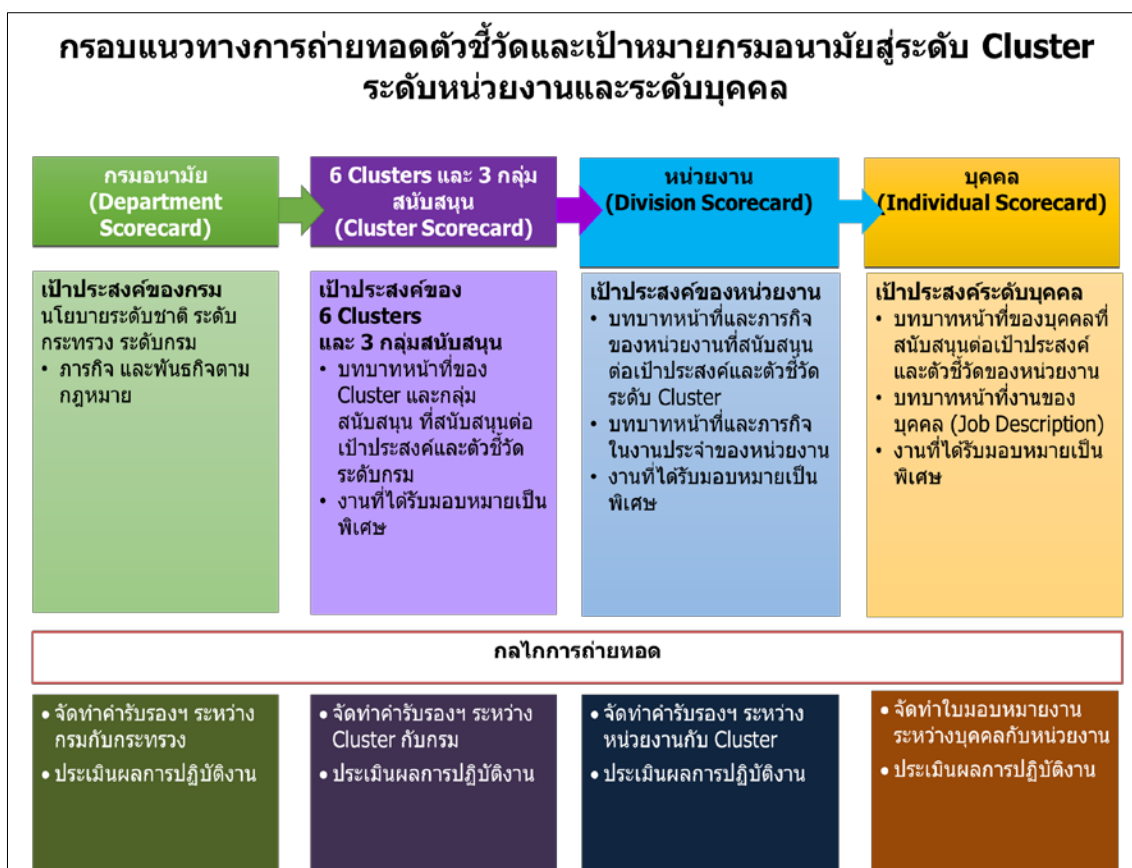 กรอบแนวทางการถ่ายทอดตัวชี้วัดและเป้าหมายกรมอนามัยสู่ระดับ Cluster
ระดับหน่วยงานและระดับบุคคล
กรมอนามัย
(Department
Scorecard)
6 Clusters และ 3 กลุ่ม
สนับสนุน
(Cluster Scorecard)
หน่วยงาน
(Division Scorecard)
บุคคล
(Individual Scorecard)
เป้าประสงค์ของกรม
นโยบายระดับชาติ ระดับ
กระทรวง ระดับกรม
• ภารกิจ และพันธกิจตาม
กฎหมาย
เป้าประสงค์ของ
6 Clusters
และ 3 กลุ่มสนับสนุน
• บทบาทหน้าที่ของ
Cluster และกลุ่ม
สนับสนุน ที่สนับสนุนต่อ
เป้าประสงค์และตัวชี้วัด
ระดับกรม
• งานที่ได้รับมอบหมายเป็น
พิเศษ
เป้าประสงค์ของหน่วยงาน
• บทบาทหน้าที่และภารกิจ
ของหน่วยงานที่สนับสนุน
ต่อเป้าประสงค์และตัวชี้วัด
ระดับ Cluster
• บทบาทหน้าที่และภารกิจ
ในงานประจำของหน่วยงาน
• งานที่ได้รับมอบหมายเป็น
พิเศษ
เป้าประสงค์ระดับบุคคล
• บทบาทหน้าที่ของบุคคลที่
สนับสนุนต่อเป้าประสงค์
และตัวชี้วัดของหน่วยงาน
• บทบาทหน้าที่งานของ
บุคคล (Job Description)
• งานที่ได้รับมอบหมายเป็น
พิเศษ
กลไกการถ่ายทอด
• จัดทำคำรับรองฯ ระหว่าง
กรมกับกระทรวง
• ประเมินผลการปฏิบัติงาน
• จัดทำคำรับรองฯ ระหว่าง
Cluster กับกรม
• ประเมินผลการปฏิบัติงาน
• จัดทำคำรับรองฯ ระหว่าง
หน่วยงานกับ Cluster
• ประเมินผลการปฏิบัติงาน
• จัดทำใบมอบหมายงาน
ระหว่างบุคคลกับหน่วยงาน
• ประเมินผลการปฏิบัติงาน